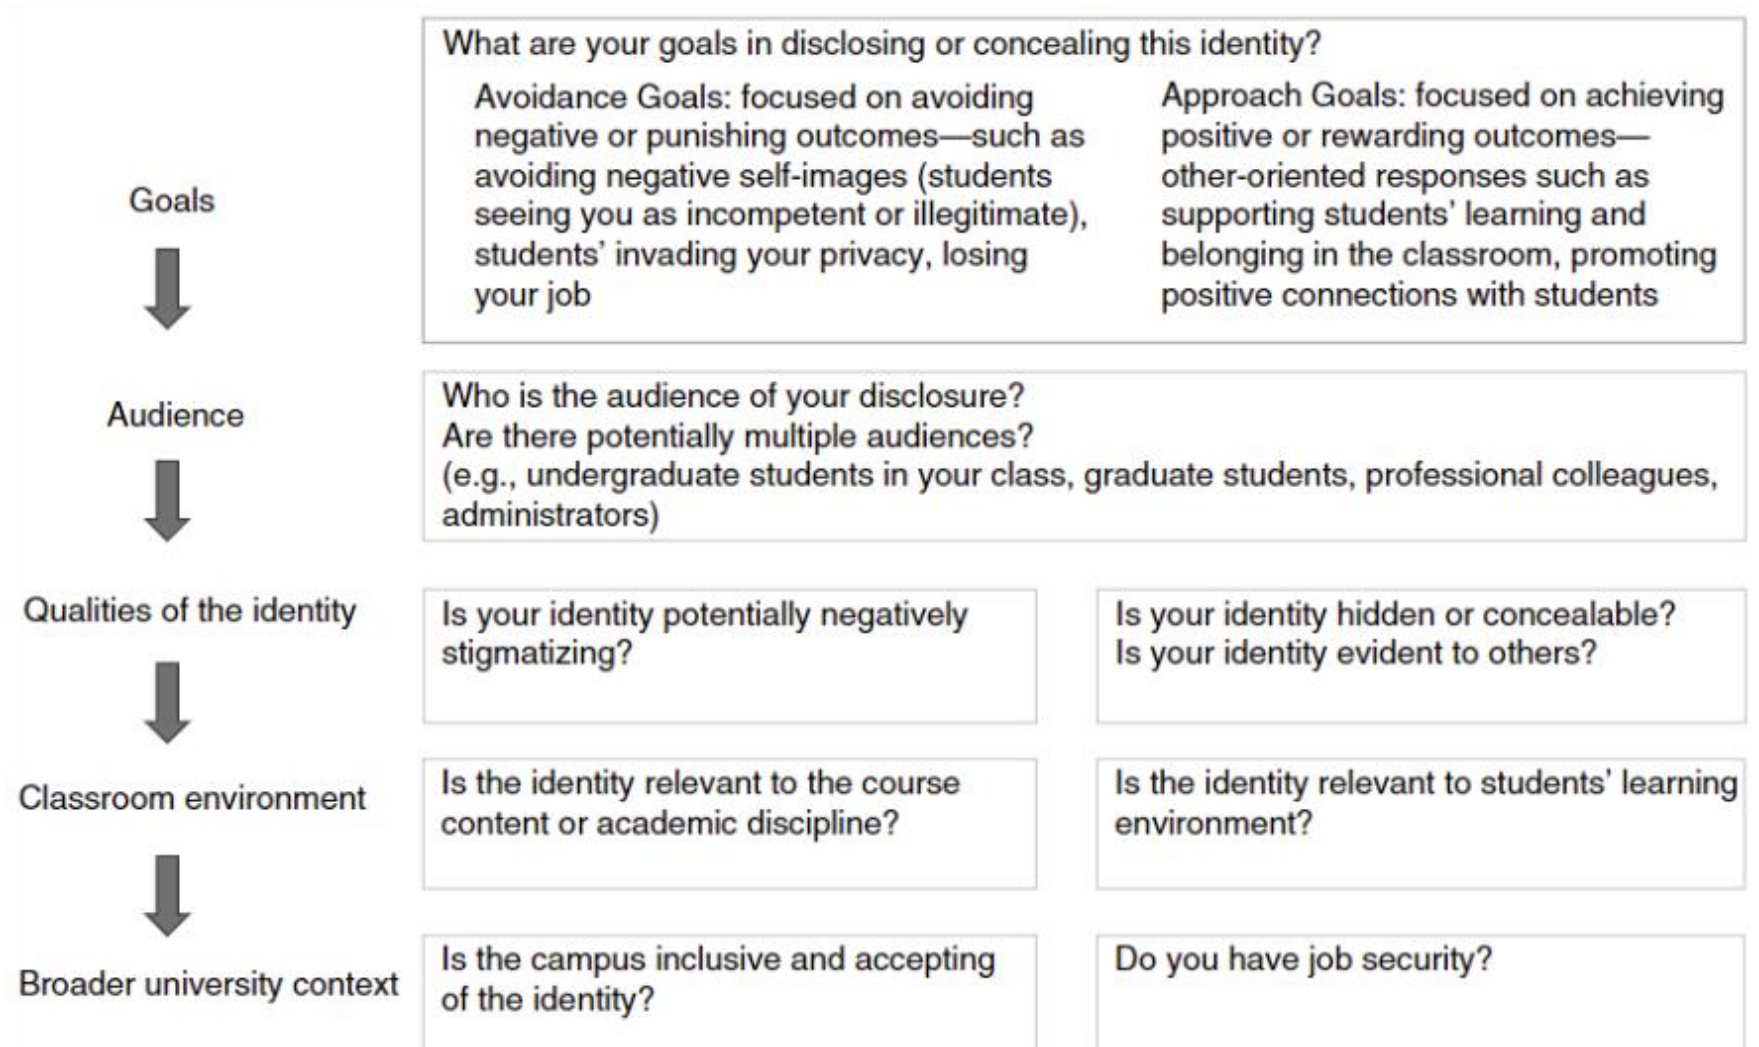 What are your goals in disclosing or concealing this identity?
Avoidance Goals: focused on avoiding
negative or punishing outcomes—such as
avoiding negative self-images (students
seeing you as incompetent or illegitimate),
students’ invading your privacy, losing
your job
Approach Goals: focused on achieving
positive or rewarding outcomes—
other-oriented responses such as
supporting students’ learning and
belonging in the classroom, promoting
positive connections with students
Goals
Audience
Who is the audience of your disclosure?
Are there potentially multiple audiences?
(e.g., undergraduate students in your class, graduate students, professional colleagues,
administrators)
Qualities of the identity
Is your identity potentially negatively
stigmatizing?
Is your identity hidden or concealable?
Is your identity evident to others?
Classroom environment
Is the identity relevant to the course
content or academic discipline?
Is the identity relevant to students’ learning
environment?
Broader university context
Is the campus inclusive and accepting
of the identity?
Do you have job security?